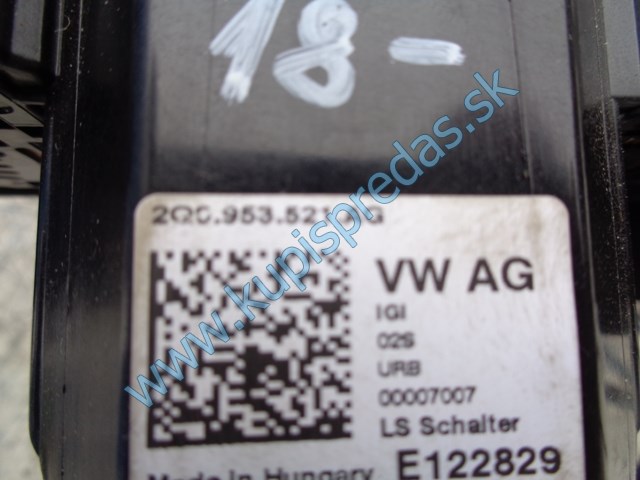 18-
www.kupispredas.sk
VW AG
IGI
02S
URB
00007007
LS Schalter
Made in Hungary E122829